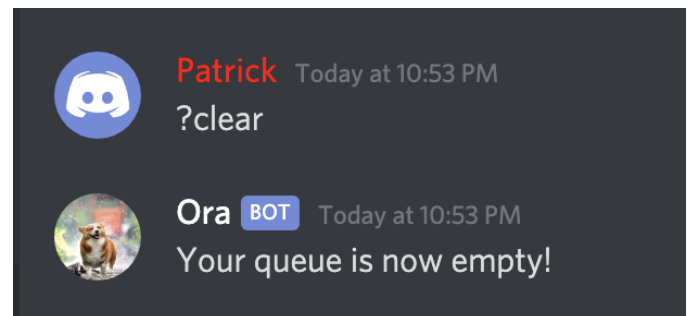 Patrick Today at 10:53 PM
?clear
Ora BOT Today at 10:53 PM
Your queue is now empty!